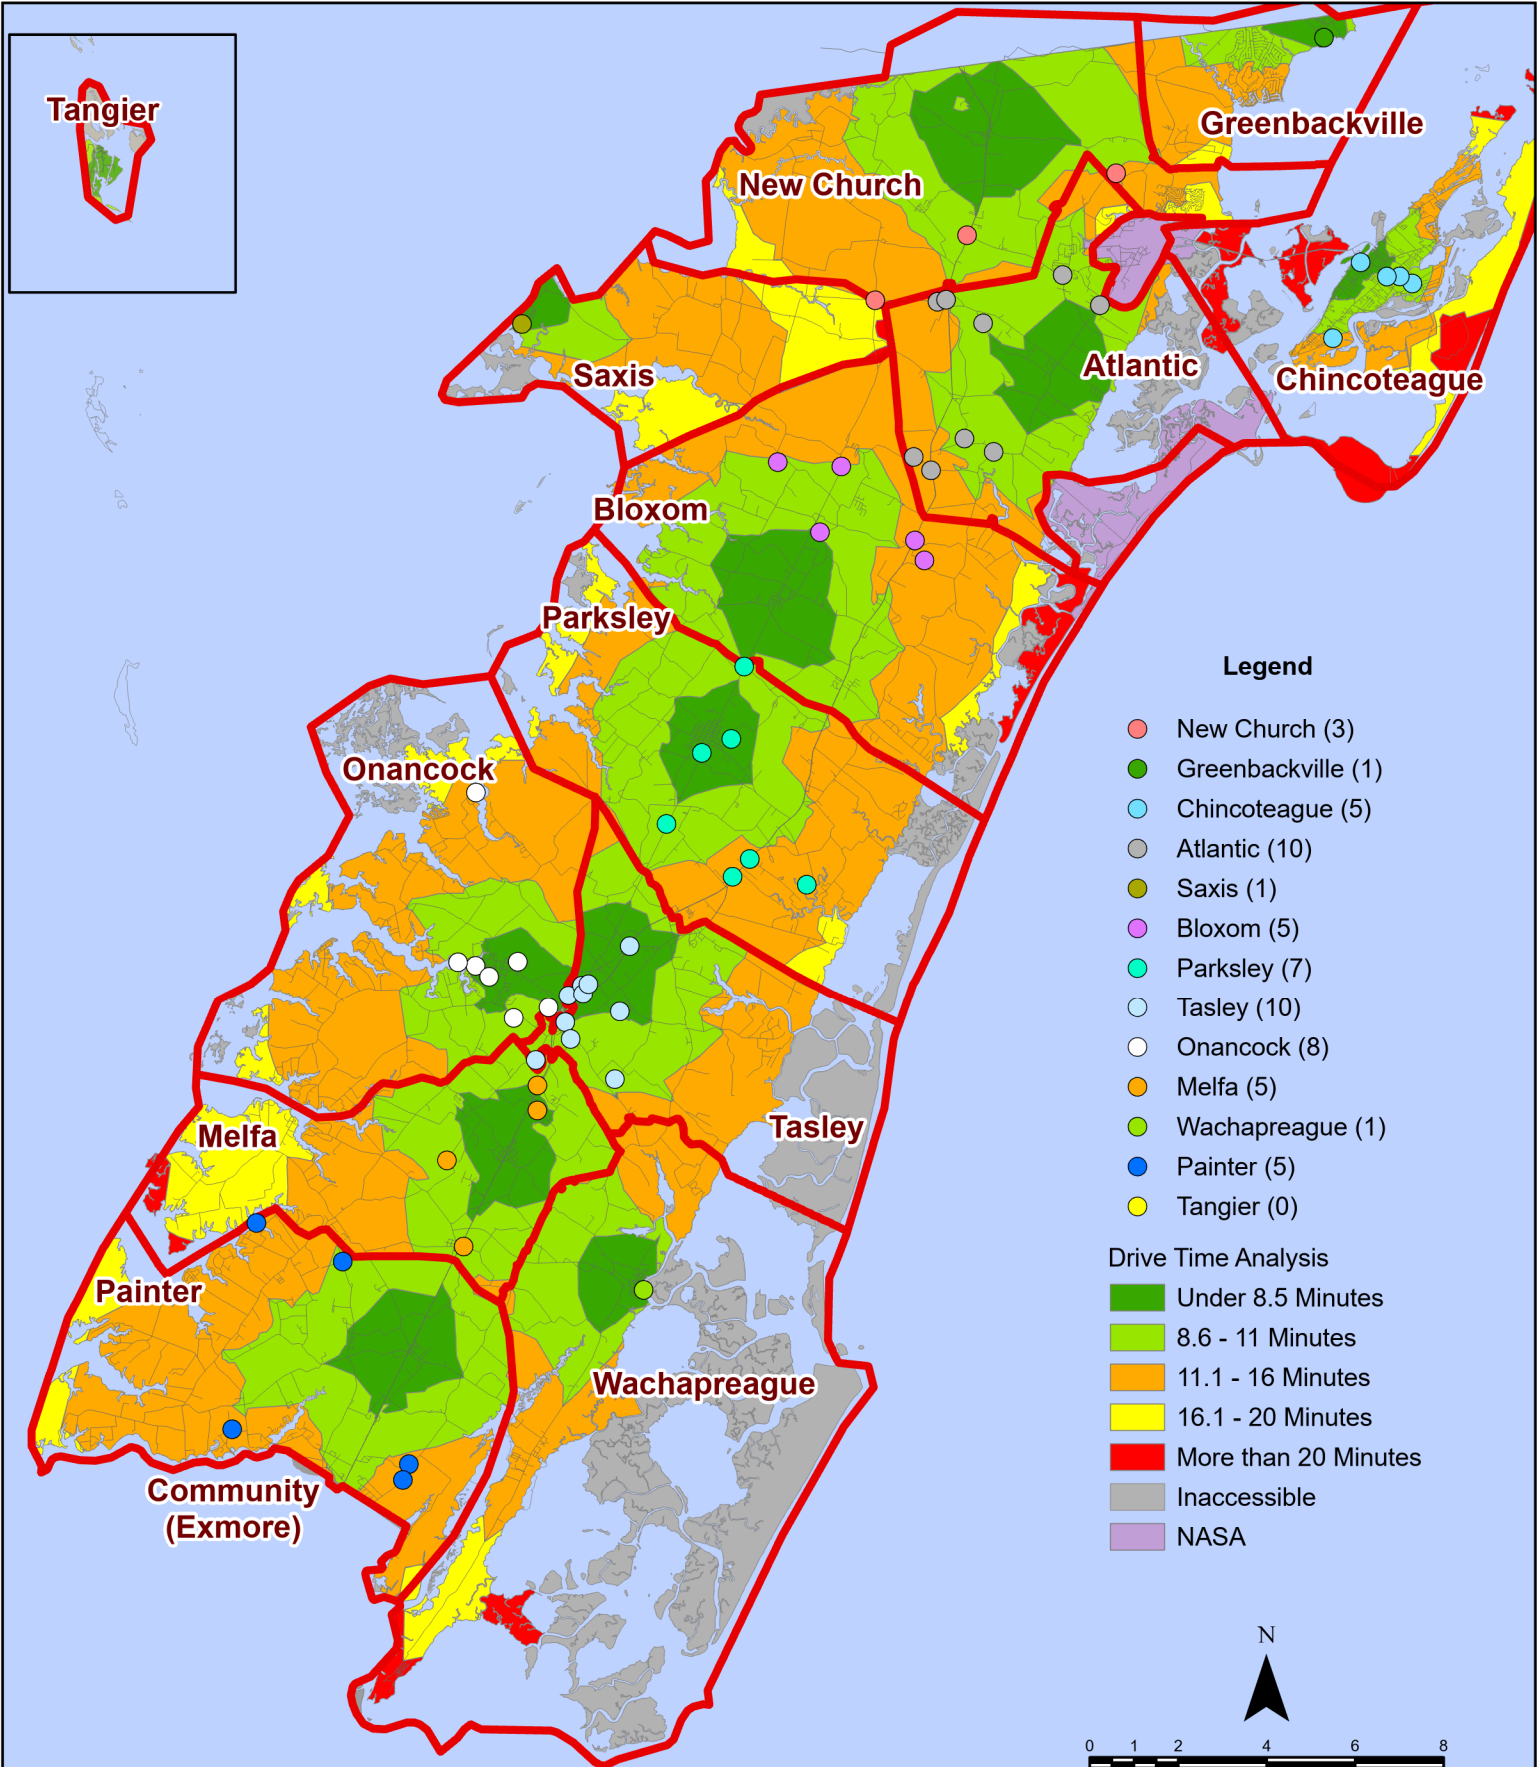 Tangier
Greenbackville
New Church
Atlantic
Saxis
Chincoteague
Bloxom
Parksley
Onancock
Tasley
Melfa
Painter
Wachapreague
Community
(Exmore)
Legend
New Church (3)
Greenbackville (1)
Chincoteague (5)
Atlantic (10)
Saxis (1)
Bloxom (5)
Parksley (7)
Tasley (10)
Onancock (8)
Melfa (5)
Wachapreague (1)
Painter (5)
Tangier (0)
Drive Time Analysis
Under 8.5 Minutes
8.6 - 11 Minutes
11.1 - 16 Minutes
16.1 - 20 Minutes
More than 20 Minutes
Inaccessible
NASA
N
0 1 2 4 6 8